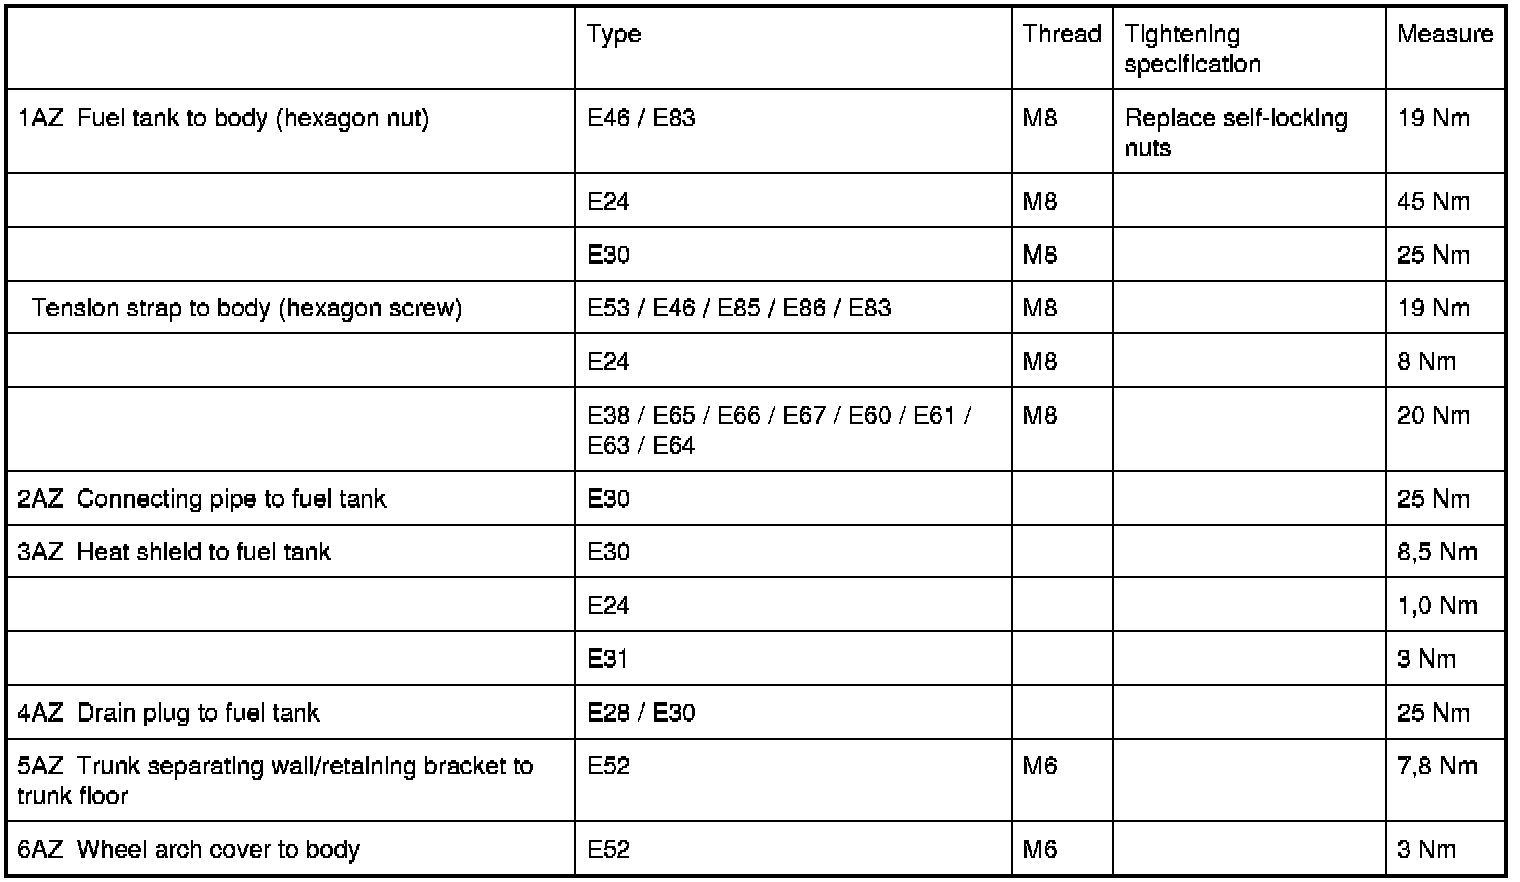 Type Thread Tightening Measure
specification
1AZ Fuel tank to body (hexagon nut) E46 / E83 M8 Replace self-locking 19 Nm
nuts
E24 M8 45 Nm
E30 M8 25 Nm
Tension strap to body (hexagon screw) E53 / E46 / E85 / E86 / E83 M8 19 Nm
E24 M8 8 Nm
E38 / E65 / E66 / E67 / E60 / E61 / M8 20 Nm
E63 / E64
2AZ Connecting pipe to fuel tank E30 25 Nm
3AZ Heat shield to fuel tank E30 8,5 Nm
E24 1,0 Nm
E31 3 Nm
4AZ Drain plug to fuel tank E28 / E30 25 Nm
5AZ Trunk separating wall/retaining bracket to E52 M6 7,8 Nm
trunk floor
6AZ Wheel arch cover to body E52 M6 3 Nm